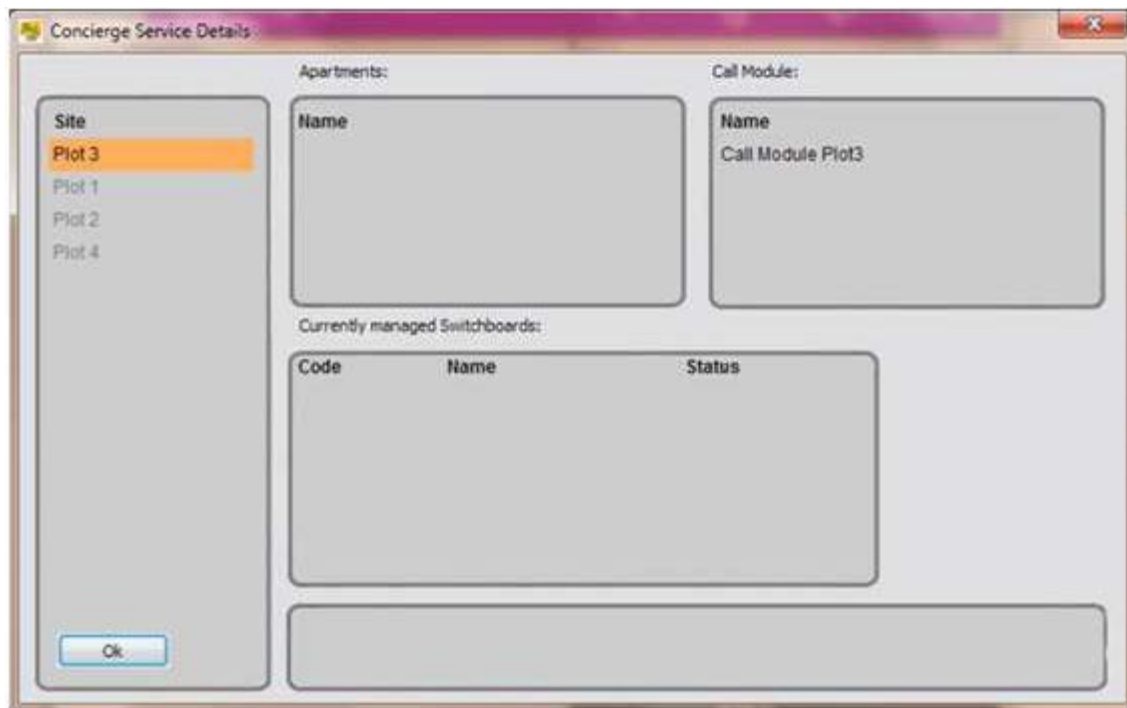 Concierge Service Details
Apartments:
Call Module:
Site
Plot 3
Plot 1
Plot 2
Plot 4
Name
Name
Call Module Plot3
Currently managed Switchboards:
Code Name Status
Ok